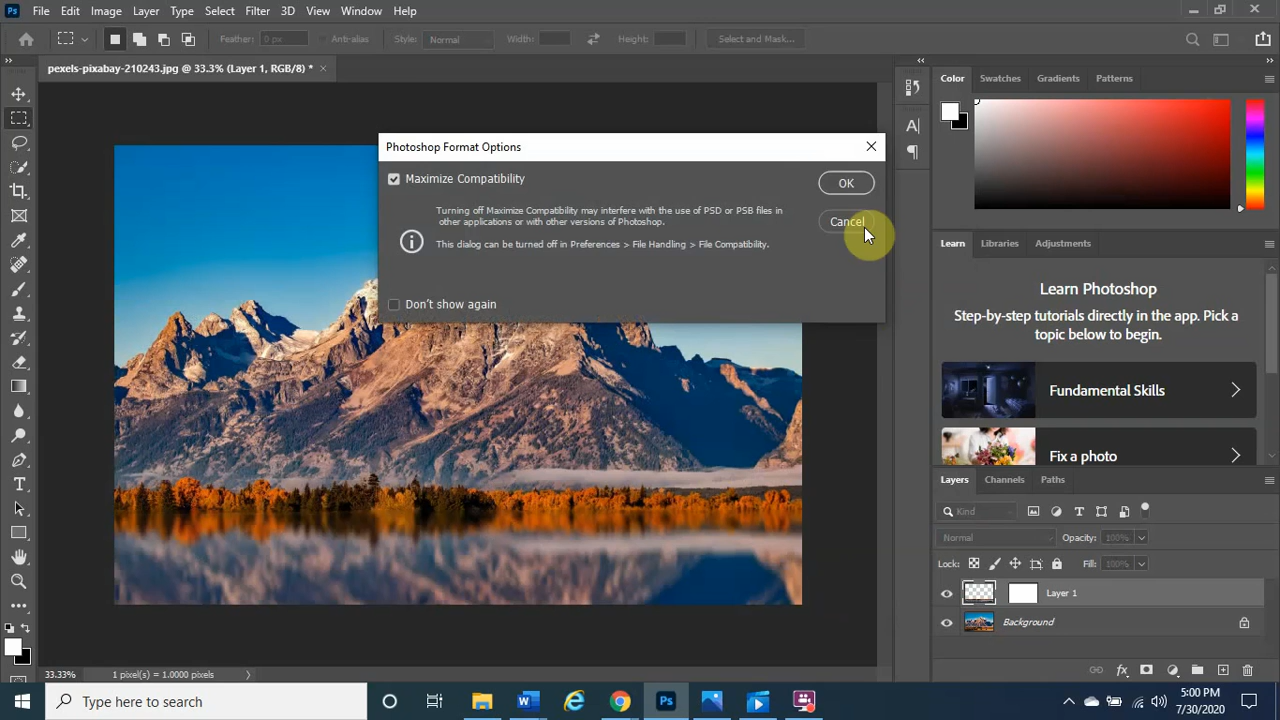 Ps File Edit Image Layer Type Select Filter 3D View Window Help
Feather: 0 px Anti-alias Style: Normal Width: Height: Select and Mask...
pexels-pixabay-210243.jpg @ 33.3% (Layer 1, RGB/8) *
Photoshop Format Options
Maximize Compatibility
OK
Turning off Maximize Compatibility may interfere with the use of PSD or PSB files in
other applications or with other versions of Photoshop.
Cancel
This dialog can be turned off in Preferences > File Handling > File Compatibility.
Don't show again
Color Swatches Gradients Patterns
Learn Libraries Adjustments
Learn Photoshop
Step-by-step tutorials directly in the app. Pick a
topic below to begin.
Fundamental Skills
Fix a photo
Layers Channels Paths
Kind
Normal Opacity: 100%
Lock: Fill: 100%
Layer 1
Background
33.33% 1 pixel(s) = 1.0000 pixels
Type here to search
Ps
5:00 PM
7/30/2020